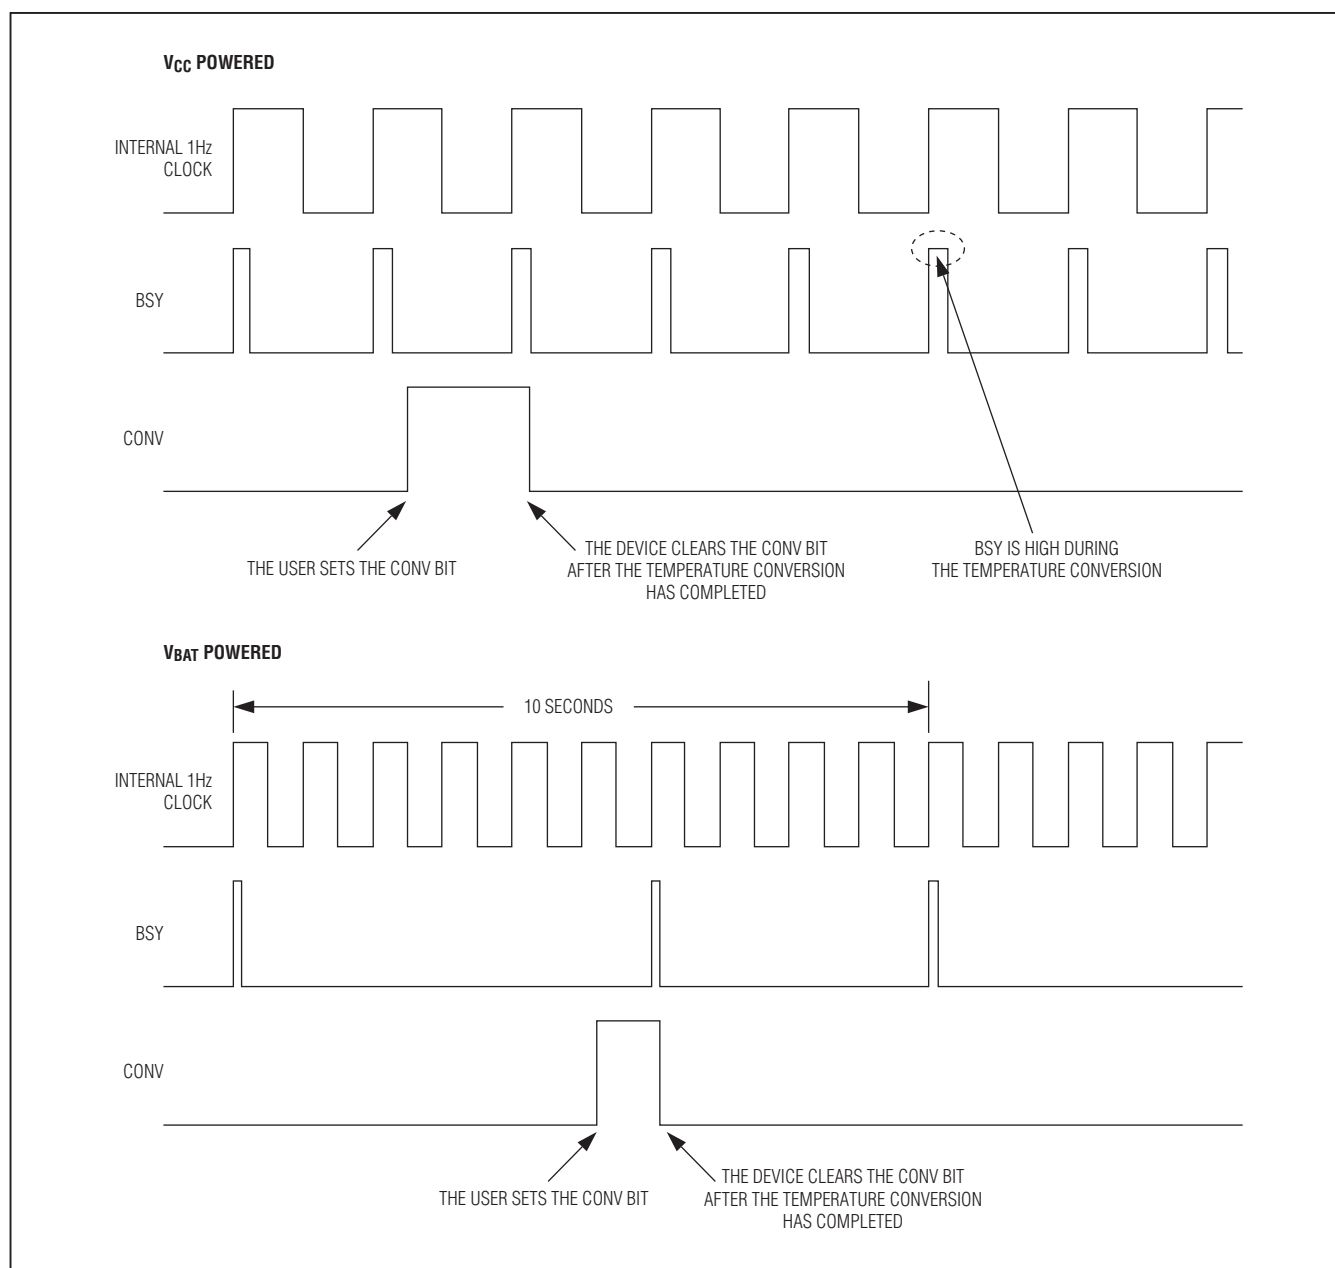 VCC POWERED
INTERNAL 1Hz
CLOCK
BSY
CONV
THE USER SETS THE CONV BIT
THE DEVICE CLEARS THE CONV BIT
AFTER THE TEMPERATURE CONVERSION
HAS COMPLETED
BSY IS HIGH DURING
THE TEMPERATURE CONVERSION
VBAT POWERED
10 SECONDS
INTERNAL 1Hz
CLOCK
BSY
CONV
THE USER SETS THE CONV BIT
THE DEVICE CLEARS THE CONV BIT
AFTER THE TEMPERATURE CONVERSION
HAS COMPLETED